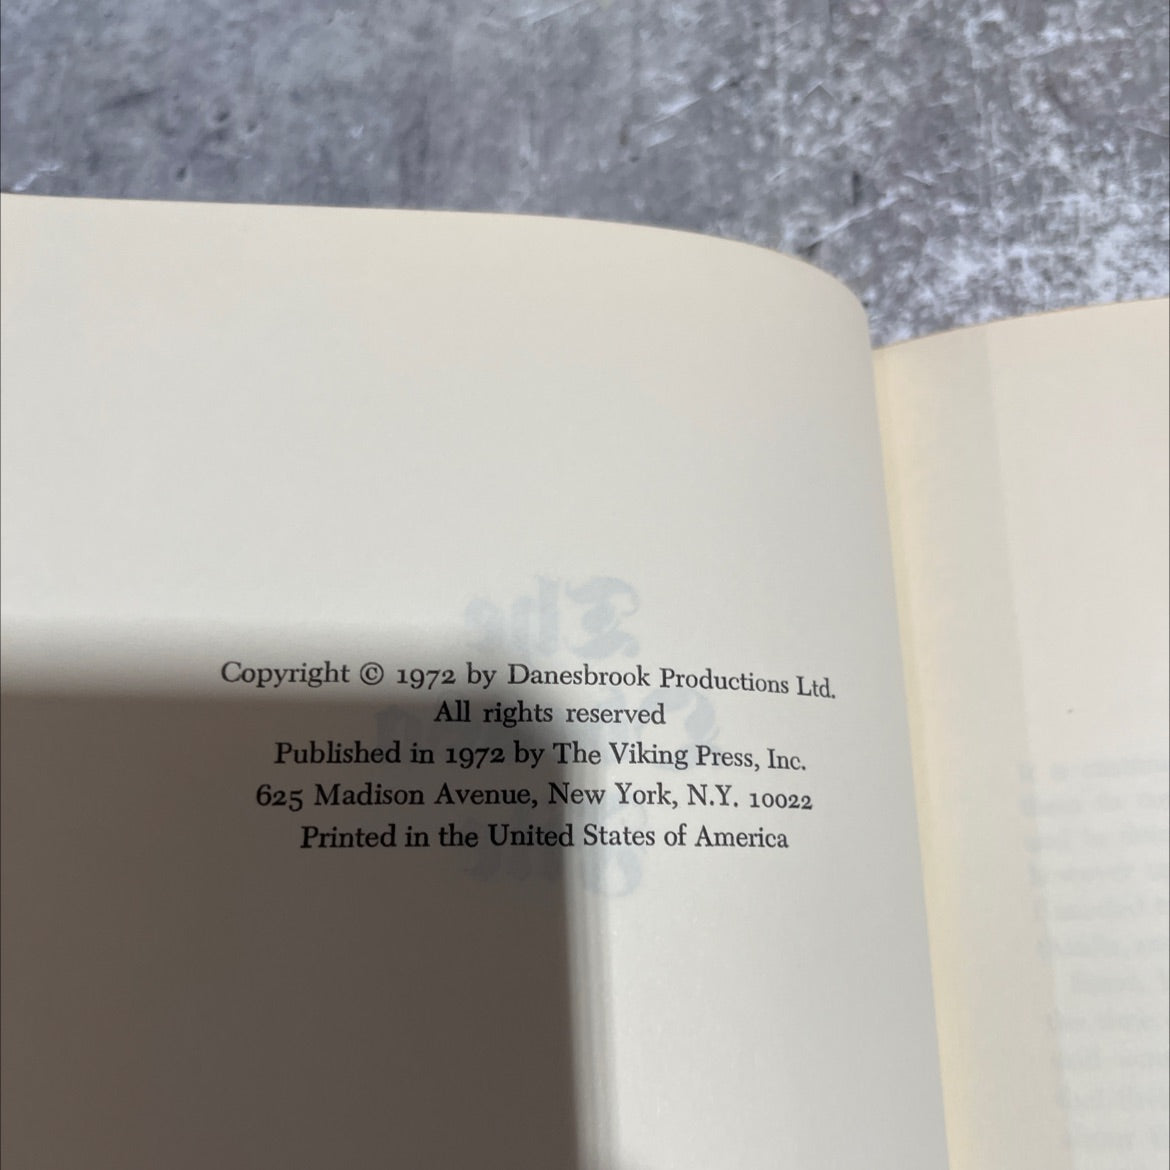 Copyright © 1972 by Danesbrook Productions Ltd.
All rights reserved
Published in 1972 by The Viking Press, Inc.
625 Madison Avenue, New York, N.Y. 10022
Printed in the United States of America